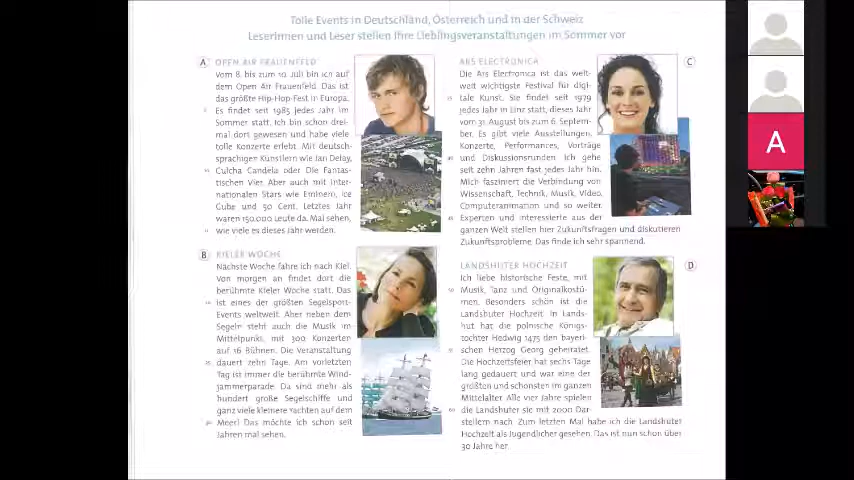 Tolle Events in Deutschland, Österreich und in der Schweiz
Leserinnen und Leser stellen ihre Lieblingsveranstaltungen im Sommer vor
A OPEN AIR FRAUENFELD
Vom 8. bis zum 10. Juli bin ich auf
dem Open Air Frauenfeld. Das ist
das größte Hip-Hop-Fest in Europa.
5 Es findet seit 1985 jedes Jahr im
Sommer statt. Ich bin schon drei-
mal dort gewesen und habe viele
tolle Konzerte erlebt. Mit deutsch-
sprachigen Künstlern wie Jan Delay,
10 Culcha Candela oder Die Fantas-
tischen Vier. Aber auch mit inter-
nationalen Stars wie Eminem, Ice
Cube und 50 Cent. Letztes Jahr
waren 150.000 Leute da. Mal sehen,
15 wie viele es dieses Jahr werden.
B KIELER WOCHE
Nächste Woche fahre ich nach Kiel.
Von morgen an findet dort die
berühmte Kieler Woche statt. Das
20 ist eines der größten Segelsport-
Events weltweit. Aber neben dem
Segeln steht auch die Musik im
Mittelpunkt, mit 300 Konzerten
auf 16 Bühnen. Die Veranstaltung
25 dauert zehn Tage. Am vorletzten
Tag ist immer die berühmte Wind-
jammerparade. Da sind mehr als
hundert große Segelschiffe und
ganz viele kleinere Yachten auf dem
30 Meer! Das möchte ich schon seit
Jahren mal sehen.
C ARS ELECTRONICA
Die Ars Electronica ist das welt-
weit wichtigste Festival für digi-
35 tale Kunst. Sie findet seit 1979
jedes Jahr in Linz statt, dieses Jahr
vom 31. August bis zum 6. Septem-
ber. Es gibt viele Ausstellungen,
Konzerte, Performances, Vorträge
40 und Diskussionsrunden. Ich gehe
seit zehn Jahren fast jedes Jahr hin.
Mich fasziniert die Verbindung von
Wissenschaft, Technik, Musik, Video,
Computeranimation und so weiter.
45 Experten und Interessierte aus der
ganzen Welt stellen hier Zukunftsfragen und diskutieren
Zukunftsprobleme. Das finde ich sehr spannend.
D LANDSHUTER HOCHZEIT
Ich liebe historische Feste, mit
50 Musik, Tanz und Originalkostü-
men. Besonders schön ist die
Landshuter Hochzeit. In Lands-
hut hat die polnische Königs-
tochter Hedwig 1475 den bayeri-
55 schen Herzog Georg geheiratet.
Die Hochzeitsfeier hat sechs Tage
lang gedauert und war eine der
größten und schönsten im ganzen
Mittelalter. Alle vier Jahre spielen
60 die Landshuter sie mit 2000 Dar-
stellern nach. Zum letzten Mal habe ich die Landshuter
Hochzeit als Jugendlicher gesehen. Das ist nun schon über
30 Jahre her.
A